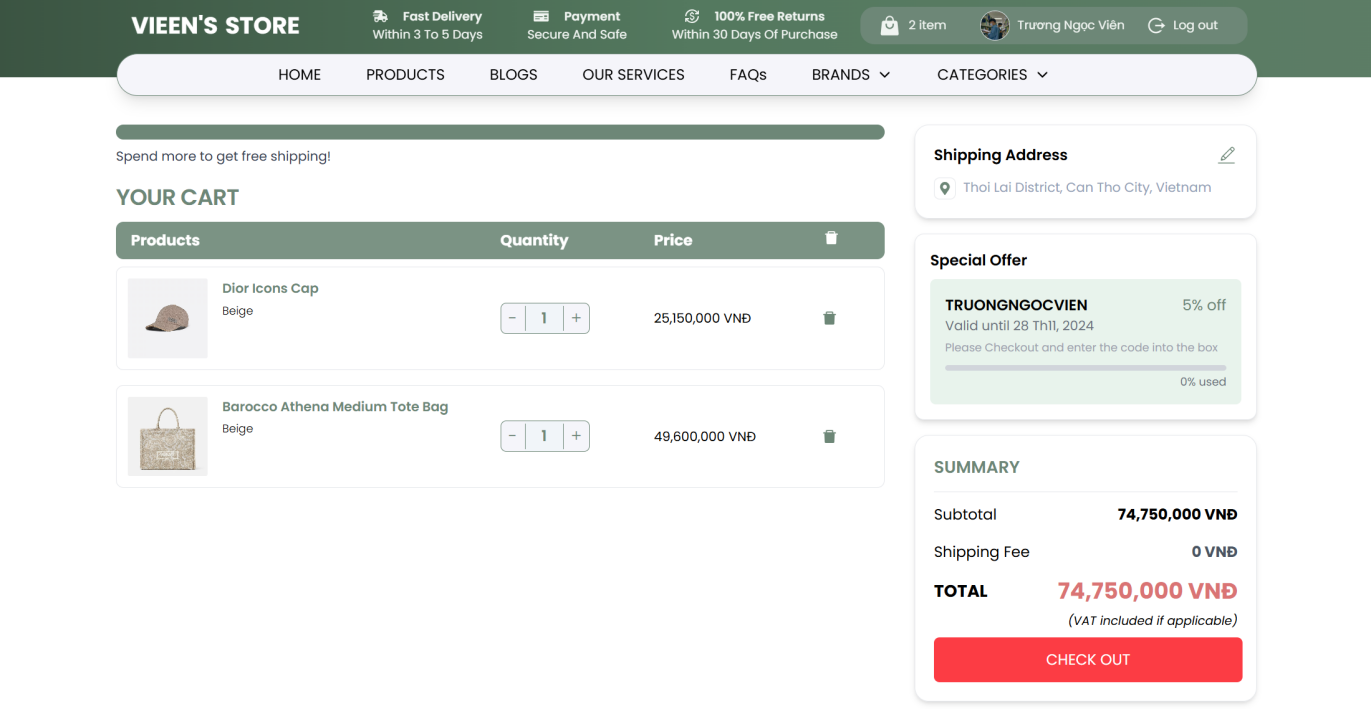 VIEEN'S STORE
Fast Delivery
Within 3 To 5 Days
Payment
Secure And Safe
100% Free Returns
Within 30 Days Of Purchase
2 item
Trương Ngọc Viên
Log out
HOME
PRODUCTS
BLOGS
OUR SERVICES
FAQs
BRANDS
CATEGORIES
Spend more to get free shipping!
YOUR CART
Products
Quantity
Price
Dior Icons Cap
Beige
− 1 +
25,150,000 VNĐ
Barocco Athena Medium Tote Bag
Beige
− 1 +
49,600,000 VNĐ
Shipping Address
Thoi Lai District, Can Tho City, Vietnam
Special Offer
TRUONGNGOCVIEN
5% off
Valid until 28 Th11, 2024
Please Checkout and enter the code into the box
0% used
SUMMARY
Subtotal
74,750,000 VNĐ
Shipping Fee
0 VNĐ
TOTAL
74,750,000 VNĐ
(VAT included if applicable)
CHECK OUT